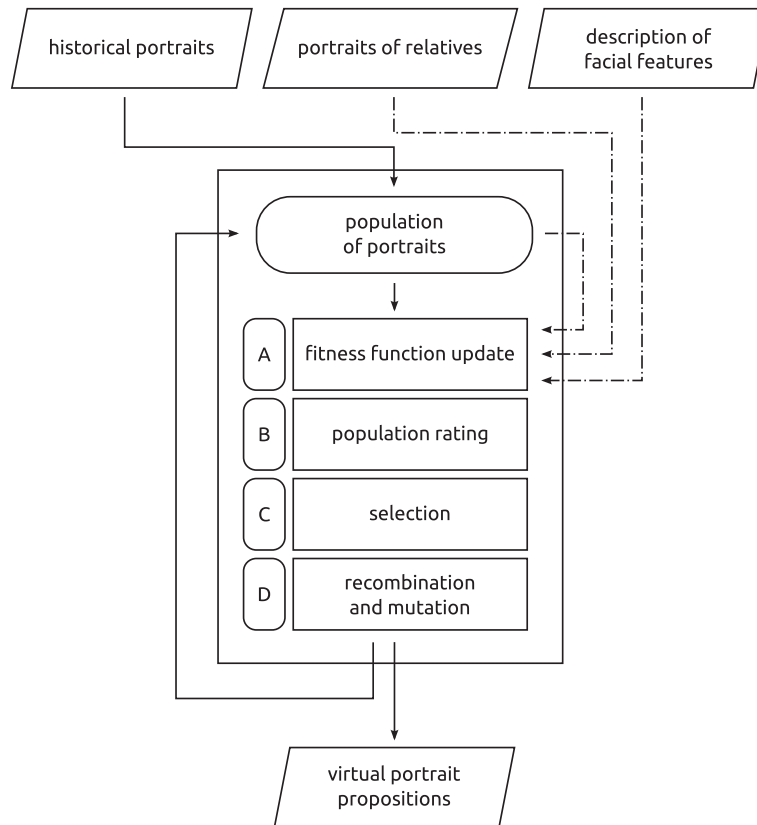 historical portraits
portraits of relatives
description of
facial features
population
of portraits
A
fitness function update
B
population rating
C
selection
D
recombination
and mutation
virtual portrait
propositions